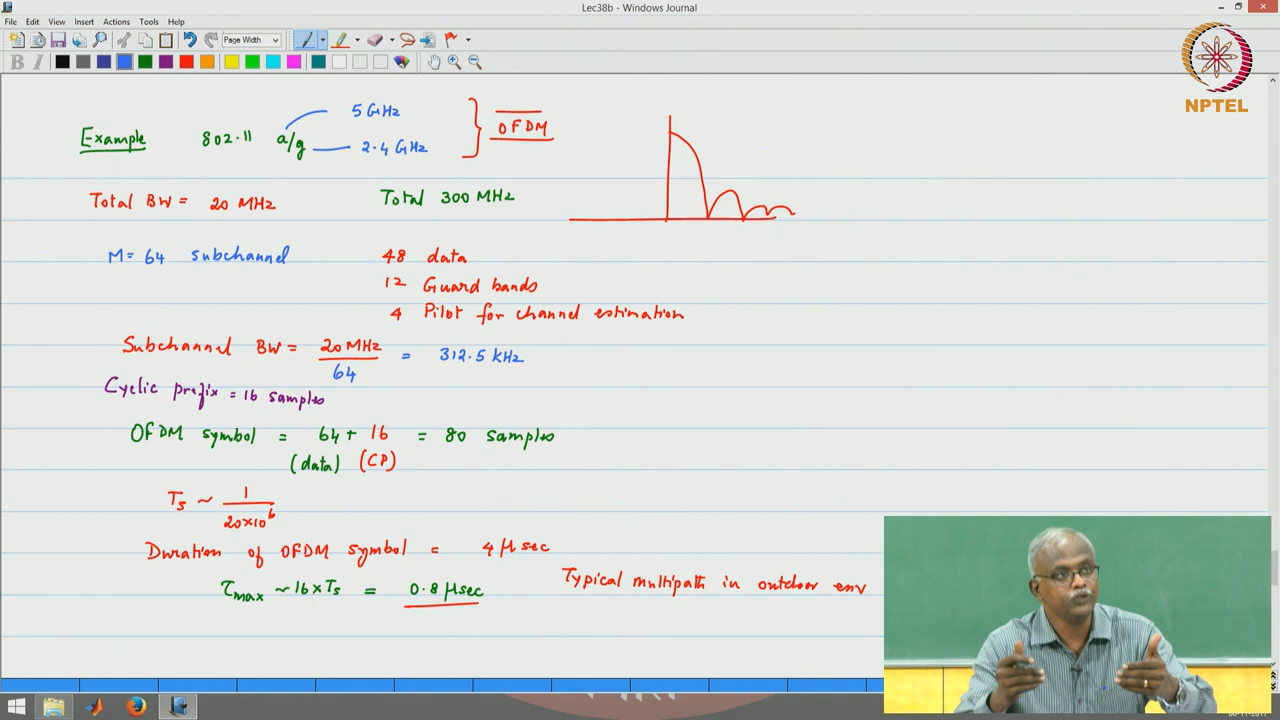 Lec38b - Windows Journal
File Edit View Insert Actions Tools Help
Page Width
NPTEL
Example 802.11 a/g 5 GHz 2.4 GHz } OFDM
Total BW = 20 MHz Total 300 MHz
M = 64 subchannel 48 data
12 Guard bands
4 Pilot for channel estimation
Subchannel BW = 20 MHz / 64 = 312.5 kHz
Cyclic prefix = 16 samples
OFDM symbol = 64 + 16 = 80 samples
(data) (CP)
Ts ~ 1 / 20×10^6
Duration of OFDM symbol = 4 μsec
τmax ~ 16 × Ts = 0.8 μsec Typical multipath in outdoor env